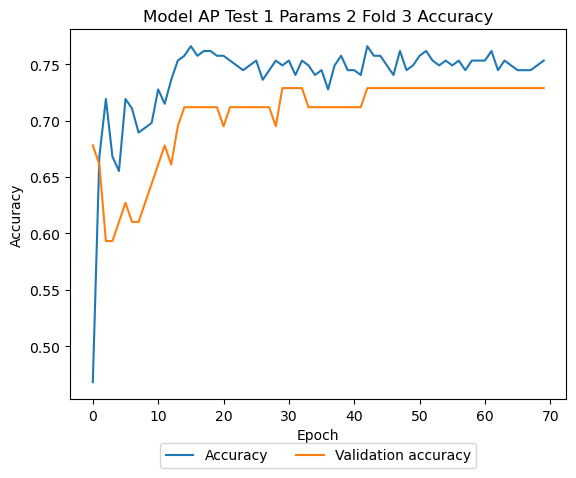 Model AP Test 1 Params 2 Fold 3 Accuracy
Accuracy
0.75
0.70
0.65
0.60
0.55
0.50
0 10 20 30 40 50 60 70
Epoch
Accuracy Validation accuracy